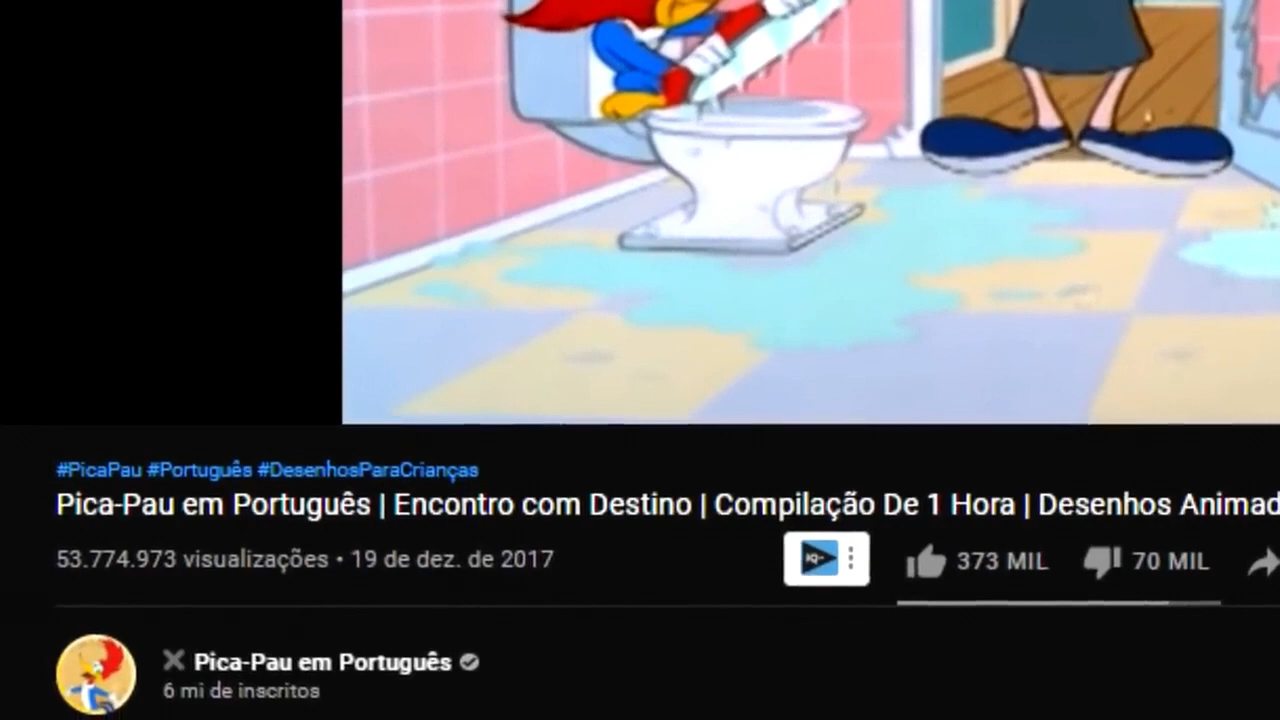 #PicaPau #Português #DesenhosParaCrianças
Pica-Pau em Português | Encontro com Destino | Compilação De 1 Hora | Desenhos Animad
53.774.973 visualizações • 19 de dez. de 2017
373 MIL 70 MIL
Pica-Pau em Português
6 mi de inscritos